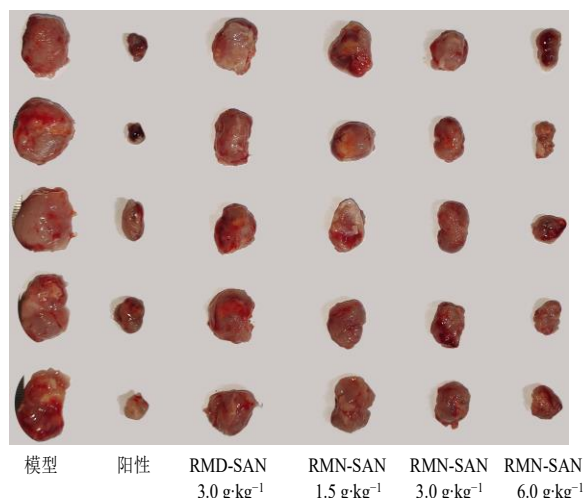 模型 阳性 RMD-SAN RMN-SAN RMN-SAN RMN-SAN
3.0 g·kg⁻¹ 1.5 g·kg⁻¹ 3.0 g·kg⁻¹ 6.0 g·kg⁻¹